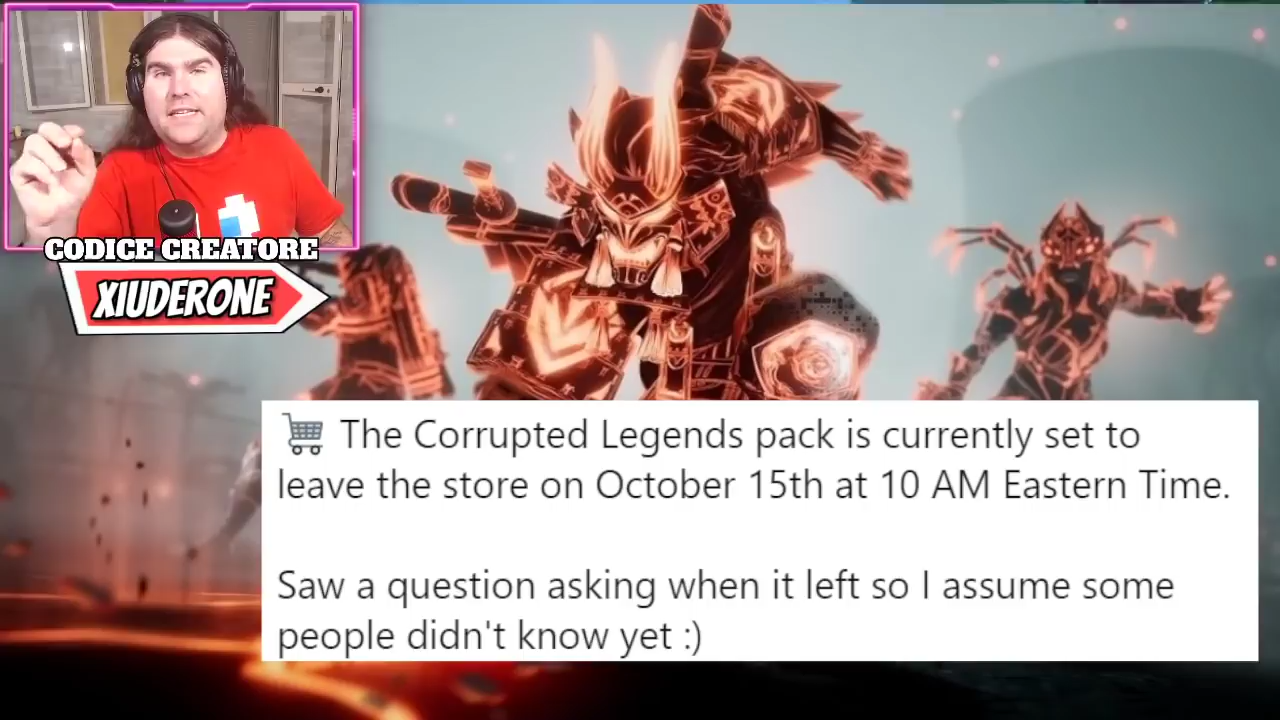 CODICE CREATORE
XIUDERONE
🛒 The Corrupted Legends pack is currently set to
leave the store on October 15th at 10 AM Eastern Time.
Saw a question asking when it left so I assume some
people didn't know yet :)